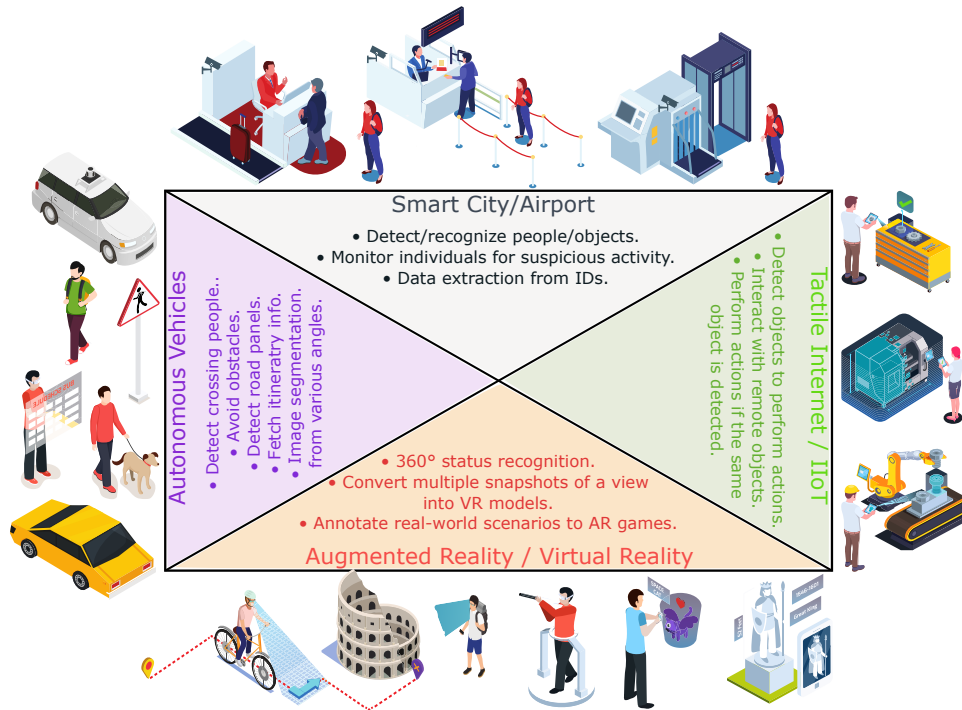 Smart City/Airport
• Detect/recognize people/objects.
• Monitor individuals for suspicious activity.
• Data extraction from IDs.
Autonomous Vehicles
• Detect crossing people..
• Avoid obstacles.
• Detect road panels.
• Fetch itineratry info.
• Image segmentation.
from various angles.
Tactile Internet / IIoT
• Detect objects to perform actions.
• Interact with remote objects.
• Perform actions if the same
object is detected.
• 360° status recognition.
• Convert multiple snapshots of a view
into VR models.
• Annotate real-world scenarios to AR games.
Augmented Reality / Virtual Reality
Great King